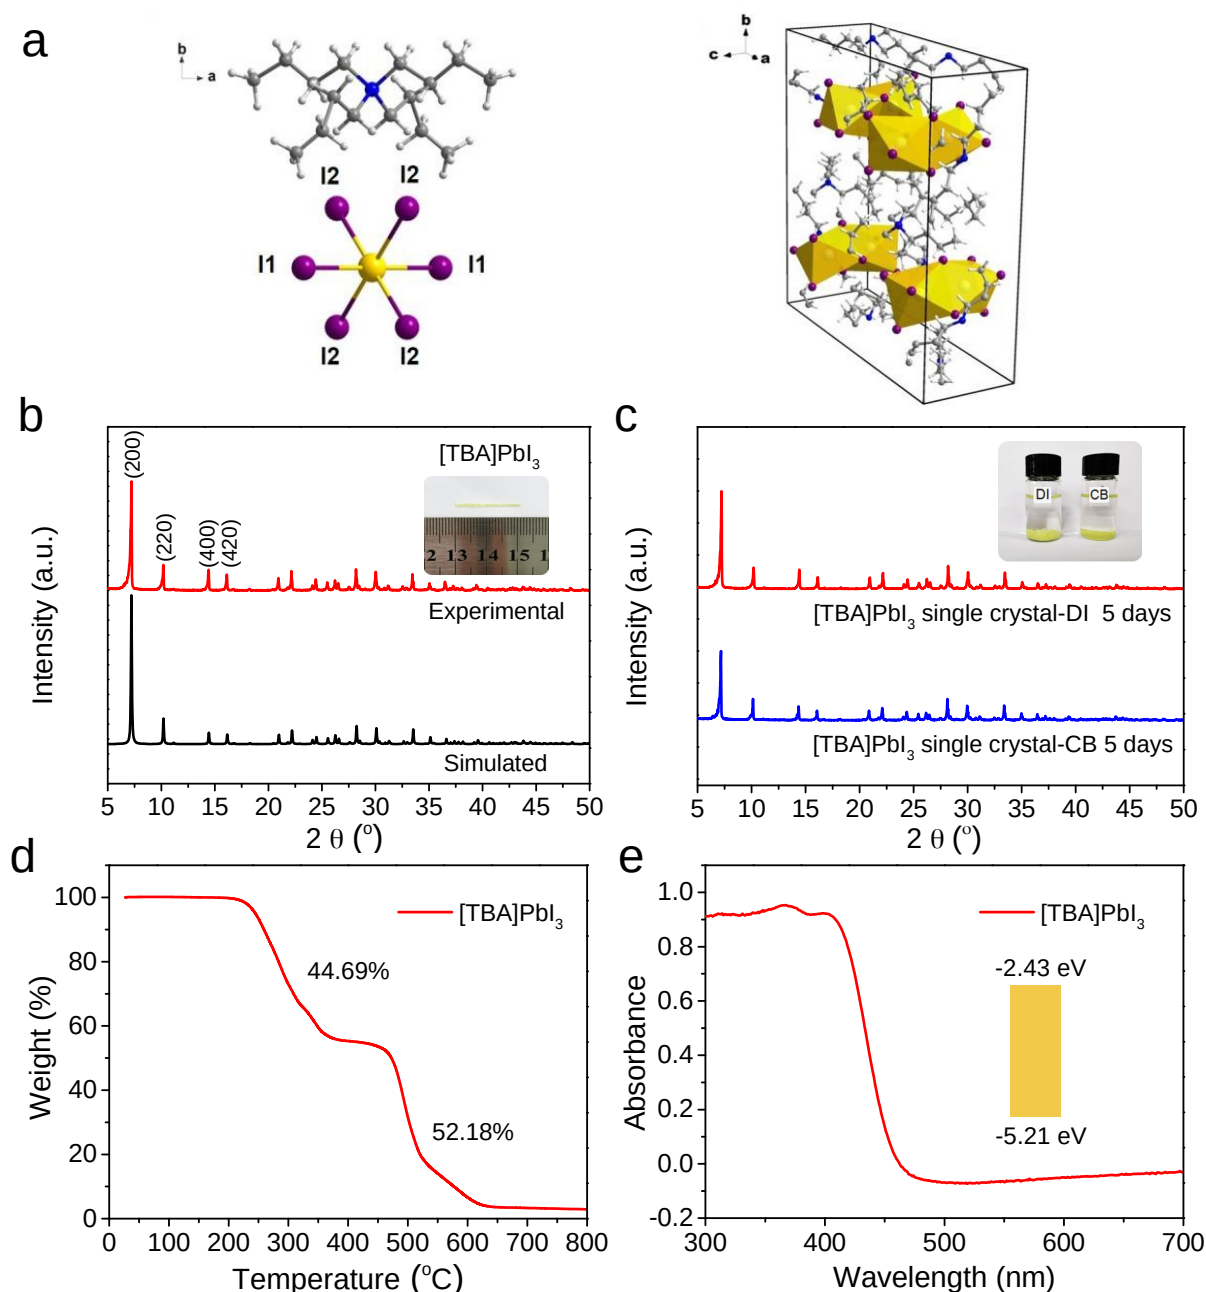 a
b
a
I2 I2
I1 I1
I2 I2
b
c a
b
(200)
(220)
(400)
(420)
[TBA]PbI3
2 13 14 15 1
Experimental
Simulated
Intensity (a.u.)
5 10 15 20 25 30 35 40 45 50
2 θ (o)
c
DI CB
[TBA]PbI3 single crystal-DI 5 days
[TBA]PbI3 single crystal-CB 5 days
Intensity (a.u.)
5 10 15 20 25 30 35 40 45 50
2 θ (o)
d
100
80
60
40
20
0
Weight (%)
[TBA]PbI3
44.69%
52.18%
0 100 200 300 400 500 600 700 800
Temperature (oC)
e
1.0
0.8
0.6
0.4
0.2
0.0
-0.2
Absorbance
[TBA]PbI3
-2.43 eV
-5.21 eV
300 400 500 600 700
Wavelength (nm)